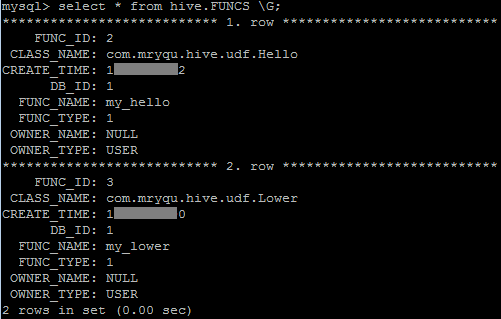 mysql> select * from hive.FUNCS \G;
*************************** 1. row ***************************
FUNC_ID: 2
CLASS_NAME: com.mryqu.hive.udf.Hello
CREATE_TIME: 1 2
DB_ID: 1
FUNC_NAME: my_hello
FUNC_TYPE: 1
OWNER_NAME: NULL
OWNER_TYPE: USER
*************************** 2. row ***************************
FUNC_ID: 3
CLASS_NAME: com.mryqu.hive.udf.Lower
CREATE_TIME: 1 0
DB_ID: 1
FUNC_NAME: my_lower
FUNC_TYPE: 1
OWNER_NAME: NULL
OWNER_TYPE: USER
2 rows in set (0.00 sec)